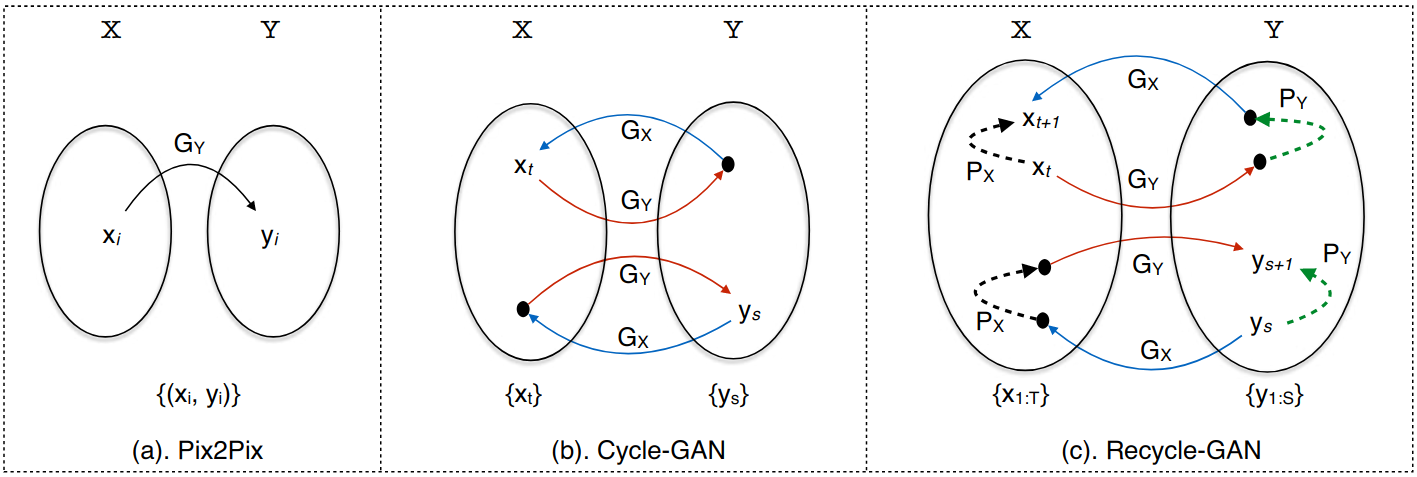 X Y
G_Y
x_i y_i
{(x_i, y_i)}
(a). Pix2Pix
X Y
G_X
x_t
G_Y
G_Y
y_s
G_X
{x_t} {y_s}
(b). Cycle-GAN
X Y
G_X
P_Y
x_{t+1}
P_X x_t
G_Y
G_Y
y_{s+1} P_Y
P_X
y_s
G_X
{x_{1:T}} {y_{1:S}}
(c). Recycle-GAN